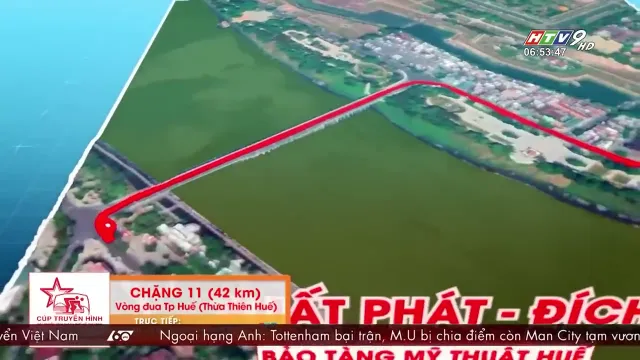 HTV9 HD
06:53:47
CHẶNG 11 (42 km)
Vòng đua Tp Huế (Thừa Thiên Huế)
CÚP TRUYỀN HÌNH
TRỰC TIẾP:
ẤT PHÁT - ĐÍCH
BẢO TÀNG MỸ THUẬT HUẾ
yển Việt Nam 60 Ngoại hạng Anh: Tottenham bại trận, M.U bị chia điểm còn Man City tạm vươ